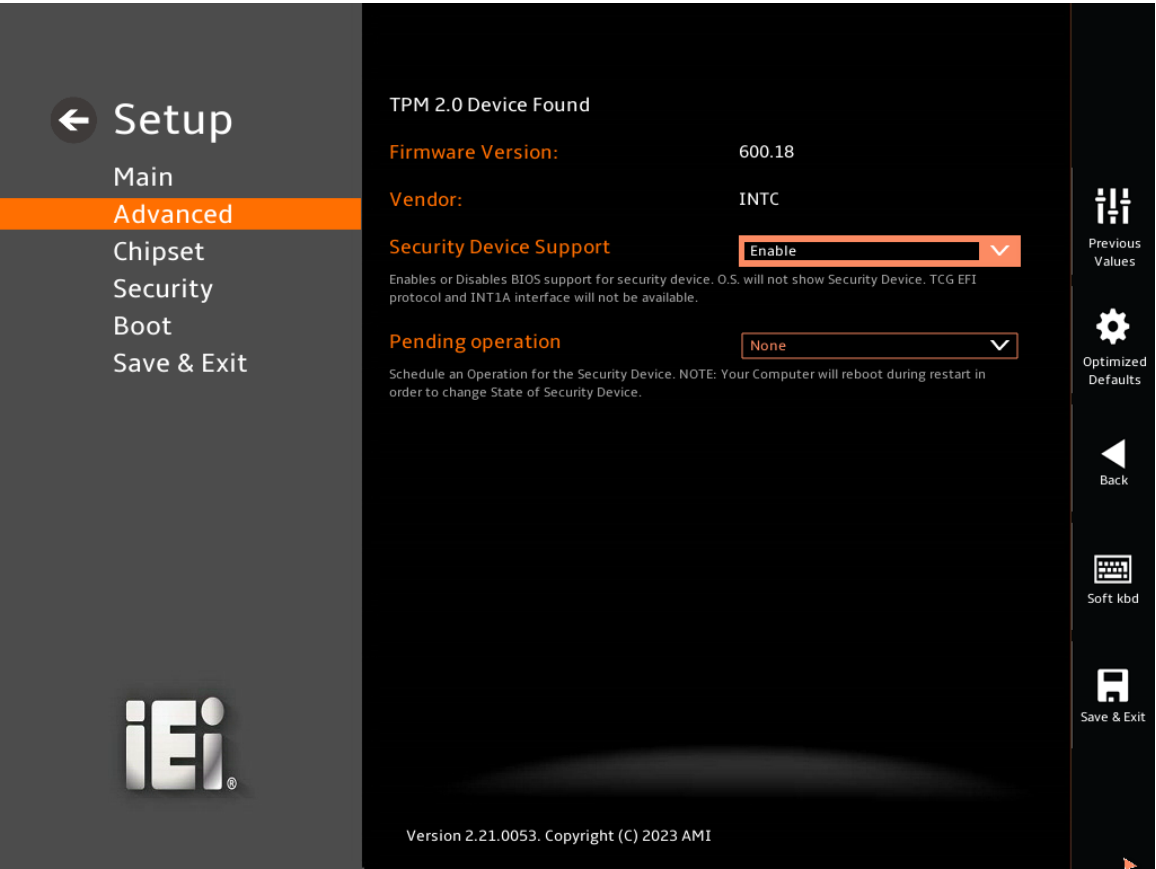 Setup
Main
Advanced
Chipset
Security
Boot
Save & Exit
iEi®
TPM 2.0 Device Found
Firmware Version: 600.18
Vendor: INTC
Security Device Support Enable
Enables or Disables BIOS support for security device. O.S. will not show Security Device. TCG EFI
protocol and INT1A interface will not be available.
Pending operation None
Schedule an Operation for the Security Device. NOTE: Your Computer will reboot during restart in
order to change State of Security Device.
Version 2.21.0053. Copyright (C) 2023 AMI
Previous
Values
Optimized
Defaults
Back
Soft kbd
Save & Exit